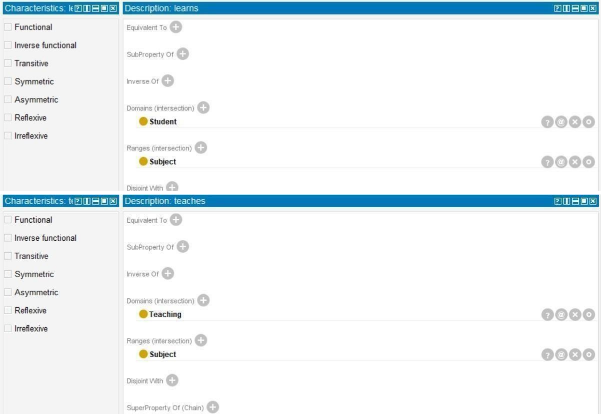 Characteristics: le
Description: learns
Functional
Inverse functional
Transitive
Symmetric
Asymmetric
Reflexive
Irreflexive
Equivalent To
SubProperty Of
Inverse Of
Domains (intersection)
Student
Ranges (intersection)
Subject
Disjoint With
Characteristics: te
Description: teaches
Functional
Inverse functional
Transitive
Symmetric
Asymmetric
Reflexive
Irreflexive
Equivalent To
SubProperty Of
Inverse Of
Domains (intersection)
Teaching
Ranges (intersection)
Subject
Disjoint With
SuperProperty Of (Chain)